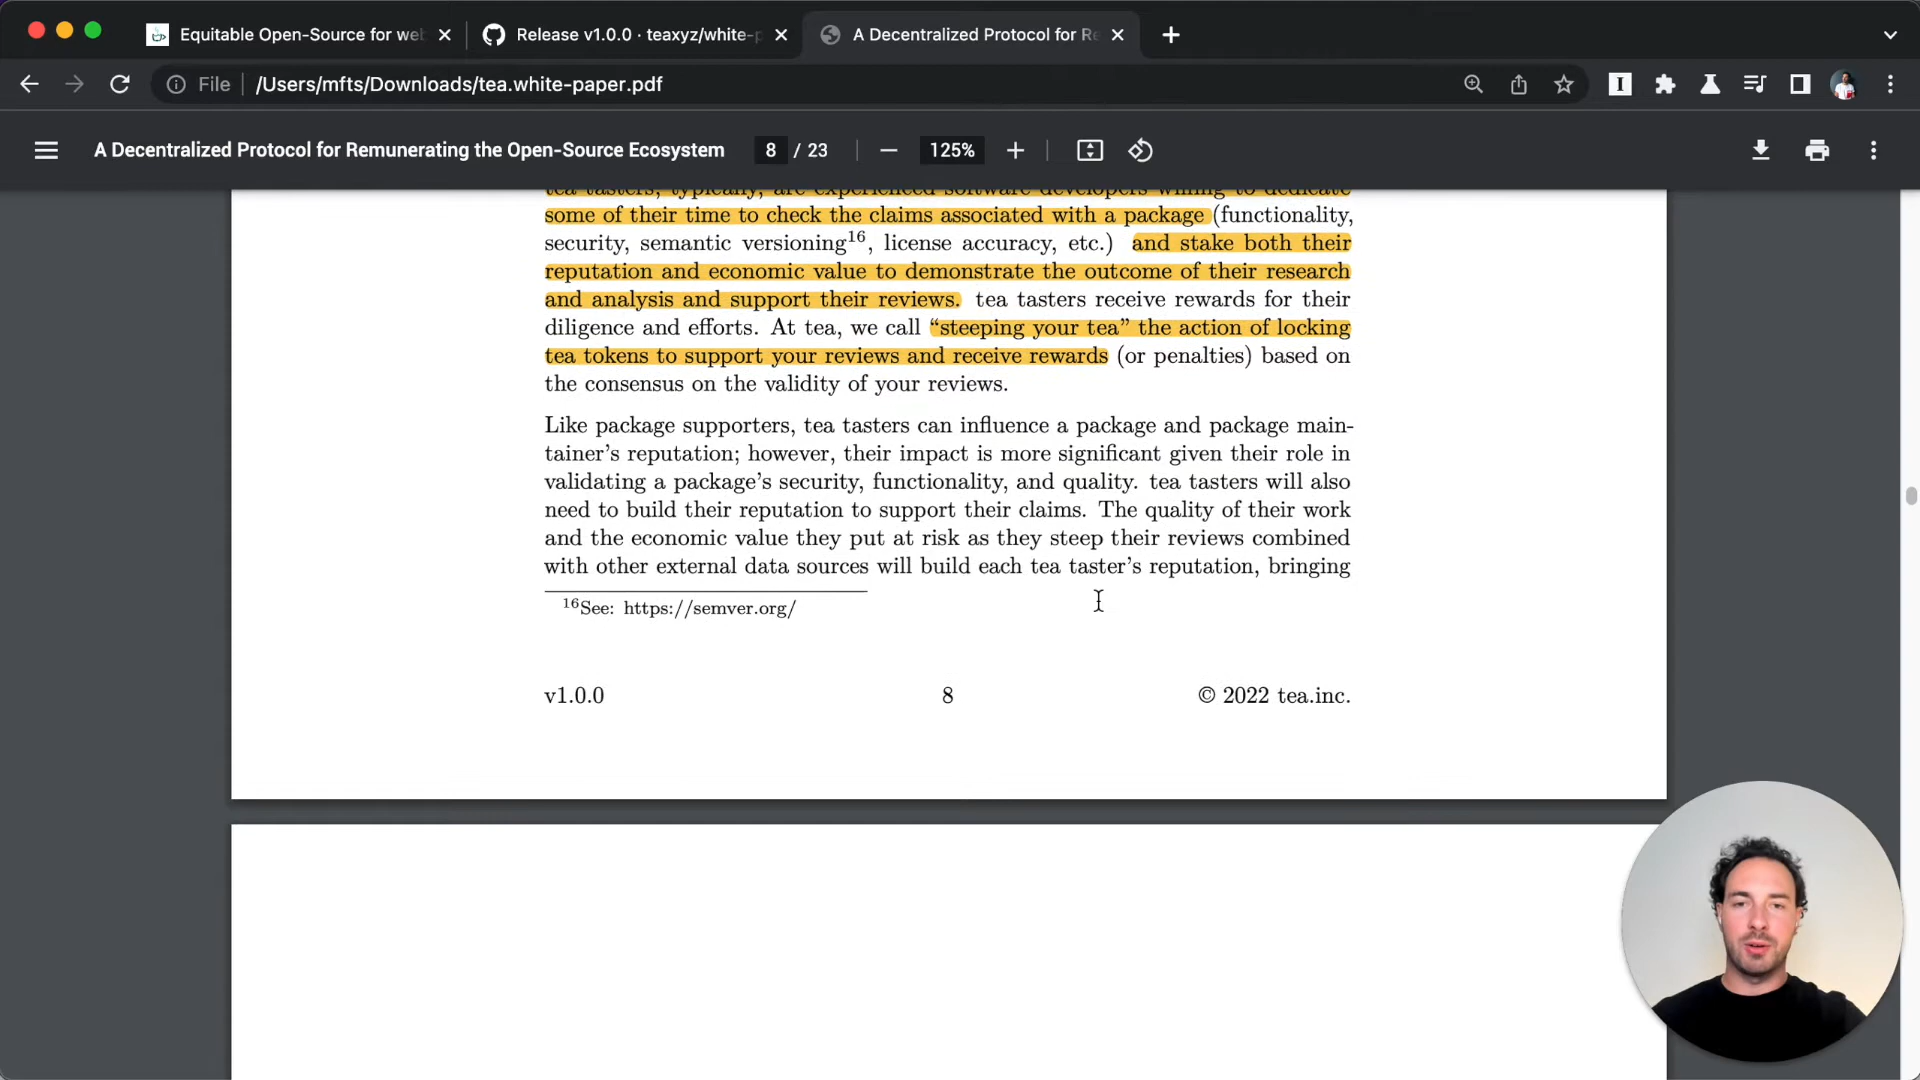 Equitable Open-Source for we
Release v1.0.0 · teaxyz/white-p
A Decentralized Protocol for Re
File
/Users/mfts/Downloads/tea.white-paper.pdf
A Decentralized Protocol for Remunerating the Open-Source Ecosystem
8 / 23
125%
tea tasters, typically, are experienced software developers willing to dedicate
some of their time to check the claims associated with a package (functionality,
security, semantic versioning16, license accuracy, etc.) and stake both their
reputation and economic value to demonstrate the outcome of their research
and analysis and support their reviews. tea tasters receive rewards for their
diligence and efforts. At tea, we call “steeping your tea” the action of locking
tea tokens to support your reviews and receive rewards (or penalties) based on
the consensus on the validity of your reviews.
Like package supporters, tea tasters can influence a package and package main-
tainer’s reputation; however, their impact is more significant given their role in
validating a package’s security, functionality, and quality. tea tasters will also
need to build their reputation to support their claims. The quality of their work
and the economic value they put at risk as they steep their reviews combined
with other external data sources will build each tea taster’s reputation, bringing
16See: https://semver.org/
v1.0.0
8
© 2022 tea.inc.